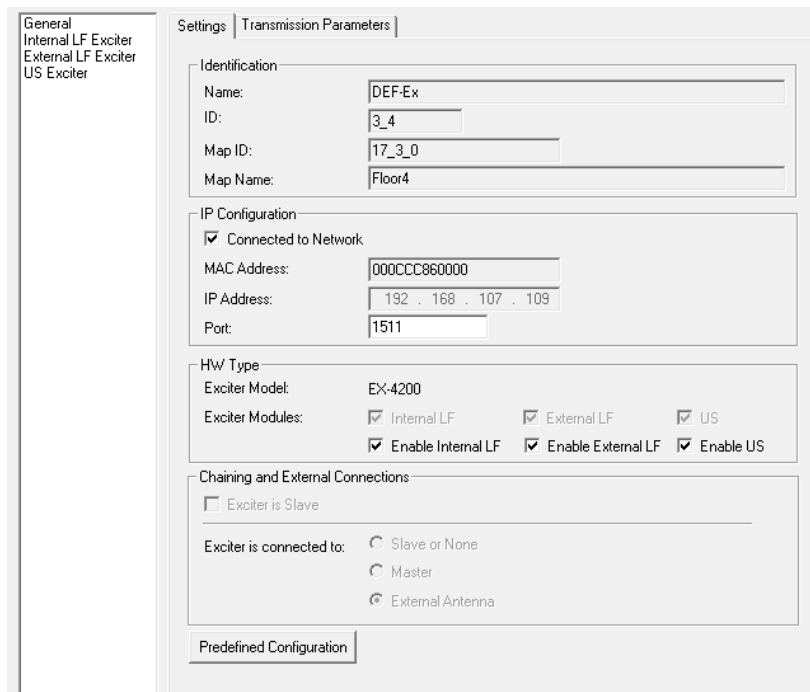 General
Internal LF Exciter
External LF Exciter
US Exciter
Settings Transmission Parameters
Identification
Name: DEF-Ex
ID: 3_4
Map ID: 17_3_0
Map Name: Floor4
IP Configuration
Connected to Network
MAC Address: 000CCC860000
IP Address: 192 . 168 . 107 . 109
Port: 1511
HW Type
Exciter Model: EX-4200
Exciter Modules: Internal LF External LF US
Enable Internal LF Enable External LF Enable US
Chaining and External Connections
Exciter is Slave
Exciter is connected to: Slave or None
Master
External Antenna
Predefined Configuration